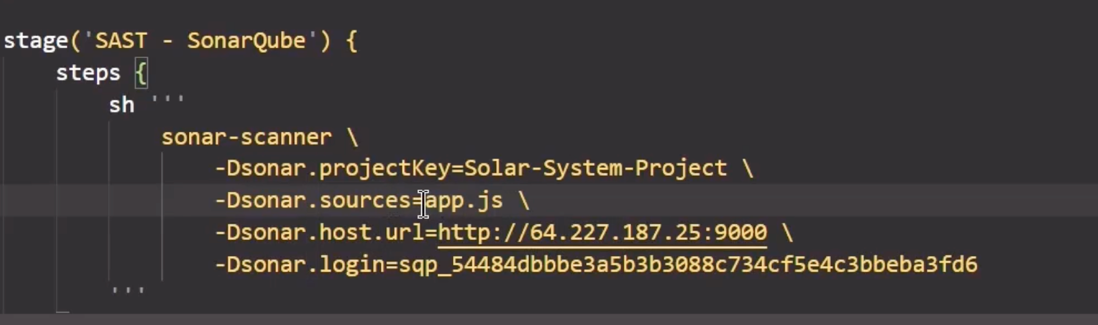 stage('SAST - SonarQube') {
steps {
sh '''
sonar-scanner \
-Dsonar.projectKey=Solar-System-Project \
-Dsonar.sources=app.js \
-Dsonar.host.url=http://64.227.187.25:9000 \
-Dsonar.login=sqp_54484dbbbe3a5b3b3088c734cf5e4c3bbeba3fd6
'''